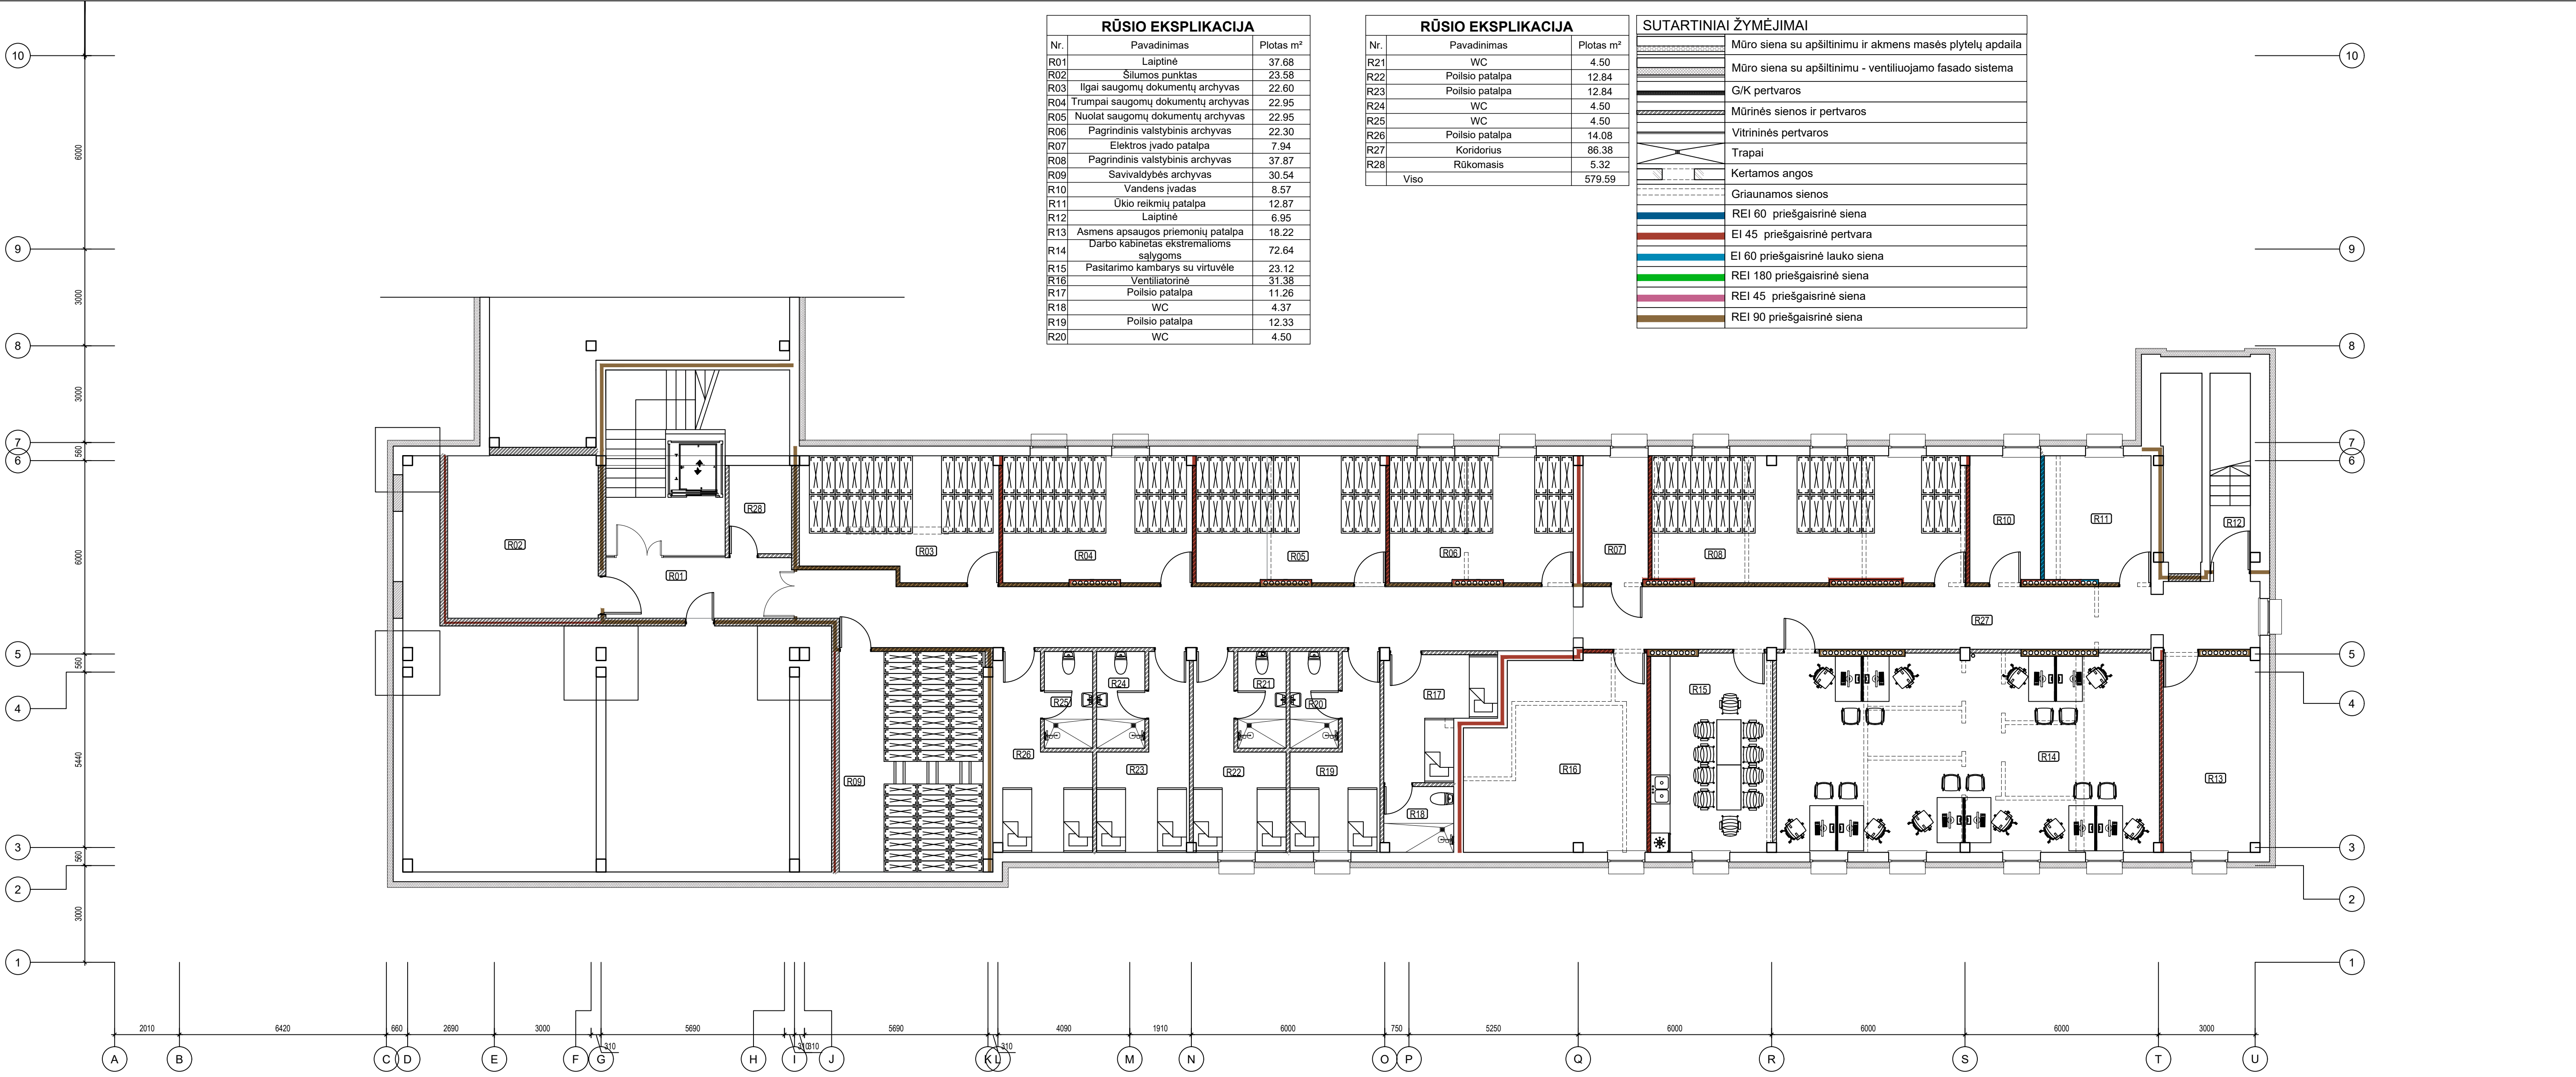 RŪSIO EKSPLIKACIJA
Nr. Pavadinimas Plotas m²
R01 Laiptinė 37.68
R02 Šilumos punktas 23.58
R03 Ilgai saugomų dokumentų archyvas 22.60
R04 Trumpai saugomų dokumentų archyvas 22.95
R05 Nuolat saugomų dokumentų archyvas 22.95
R06 Pagrindinis valstybinis archyvas 22.30
R07 Elektros įvado patalpa 7.94
R08 Pagrindinis valstybinis archyvas 37.87
R09 Savivaldybės archyvas 30.54
R10 Vandens įvadas 8.57
R11 Ūkio reikmių patalpa 12.87
R12 Laiptinė 6.95
R13 Asmens apsaugos priemonių patalpa 18.22
R14 Darbo kabinetas ekstremalioms
sąlygoms 72.64
R15 Pasitarimo kambarys su virtuvėle 23.12
R16 Ventiliatorinė 31.38
R17 Poilsio patalpa 11.26
R18 WC 4.37
R19 Poilsio patalpa 12.33
R20 WC 4.50
RŪSIO EKSPLIKACIJA
Nr. Pavadinimas Plotas m²
R21 WC 4.50
R22 Poilsio patalpa 12.84
R23 Poilsio patalpa 12.84
R24 WC 4.50
R25 WC 4.50
R26 Poilsio patalpa 14.08
R27 Koridorius 86.38
R28 Rūkomasis 5.32
Viso 579.59
SUTARTINIAI ŽYMĖJIMAI
Mūro siena su apšiltinimu ir akmens masės plytelų apdaila
Mūro siena su apšiltinimu - ventiliuojamo fasado sistema
G/K pertvaros
Mūrinės sienos ir pertvaros
Vitrininės pertvaros
Trapai
Kertamos angos
Griaunamos sienos
REI 60 priešgaisrinė siena
EI 45 priešgaisrinė pertvara
EI 60 priešgaisrinė lauko siena
REI 180 priešgaisrinė siena
REI 45 priešgaisrinė siena
REI 90 priešgaisrinė siena
10
9
8
7
6
5
4
3
2
1
6000
3000
3000
560
6000
560
5440
560
3000
10
9
8
7
6
5
4
3
2
1
R28
R02
R01
R03
R04
R05
R06
R07
R08
R10
R11
R12
R27
R09
R26
R25
R24
R23
R22
R21
R20
R19
R17
R18
R16
R15
R14
R13
2010 6420 660 2690 3000 310 5690 310 310 5690 310 4090 1910 6000 750 5250 6000 6000 6000 3000
A B C D E F G H I J K L M N O P Q R S T U